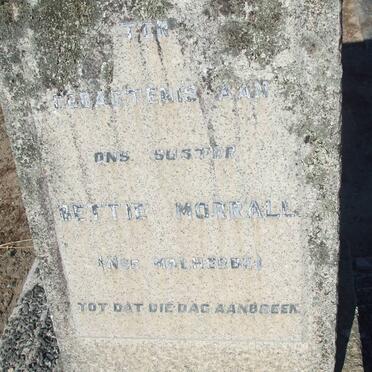 TER
GEDAGTENIS AAN
ONS SUSTER
BETTIE MORRALL
(NEE MALHERBE)
TOT DAT DIE DAG AANBREEK